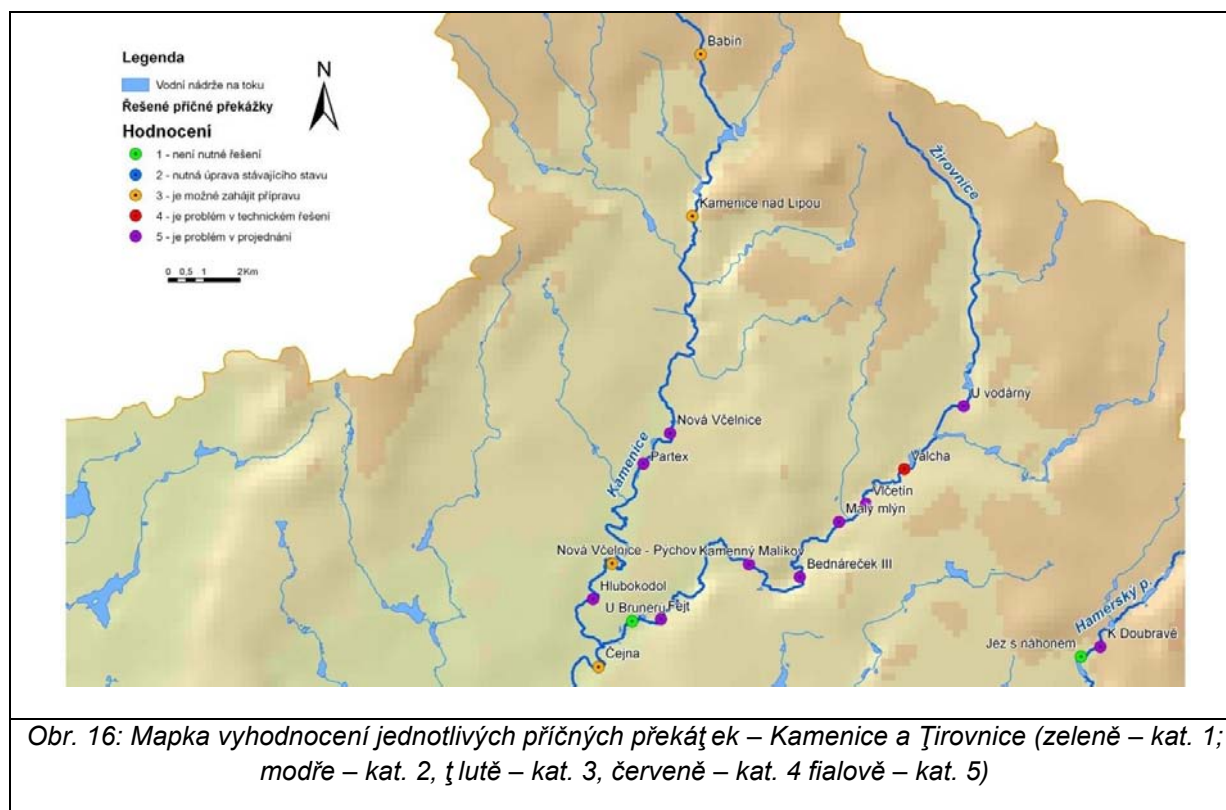 Legenda
Vodní nádrže na toku
Řešené příčné překážky
Hodnocení
1 - není nutné řešení
2 - nutná úprava stávajícího stavu
3 - je možné zahájit přípravu
4 - je problém v technickém řešení
5 - je problém v projednání
0 0,5 1 2Km
N
Babín
Žirovnice
Kamenice nad Lipou
U vodárny
Nová Včelnice
Kamenice
Partex
Valcha
Vlčetín
Malý mlýn
Nová Včelnice - Pýchov
Kamenný Malíkov
Bednáreček III
Hlubokodol
U Brunerů
Fejt
Hamerský p.
K Doubravě
Jez s náhonem
Čejna
Obr. 16: Mapka vyhodnocení jednotlivých příčných překáţ ek – Kamenice a Ţirovnice (zeleně – kat. 1;
modře – kat. 2, ţ lutě – kat. 3, červeně – kat. 4 fialově – kat. 5)